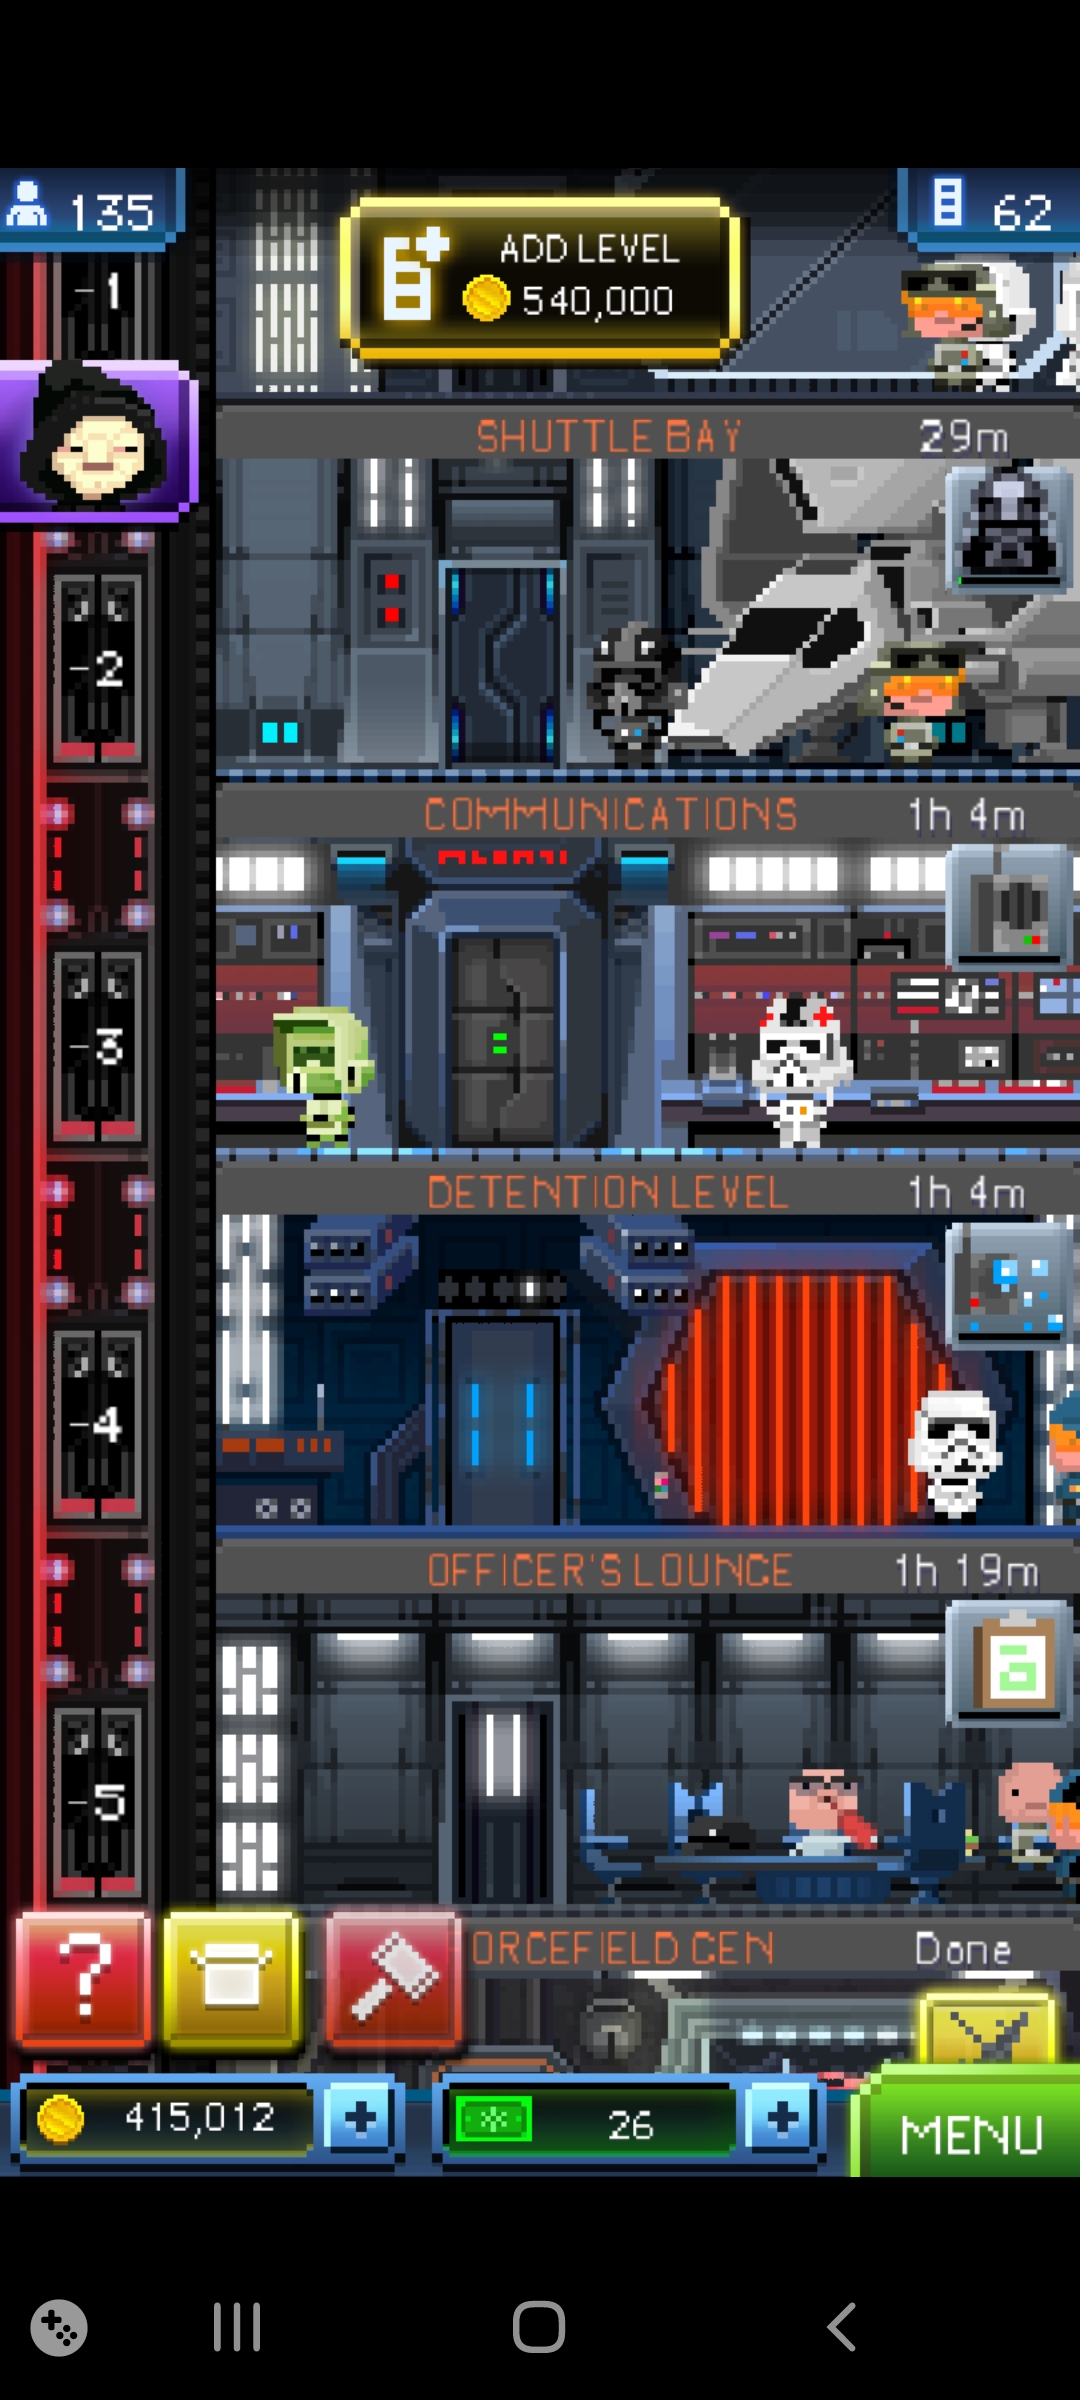 135
ADD LEVEL
540,000
62
-1
SHUTTLE BAY 29m
-2
COMMUNICATIONS 1h 4m
-3
DETENTION LEVEL 1h 4m
-4
OFFICER'S LOUNGE 1h 19m
a
-5
?
ORCEFIELD GEN Done
415,012 + 26 + MENU